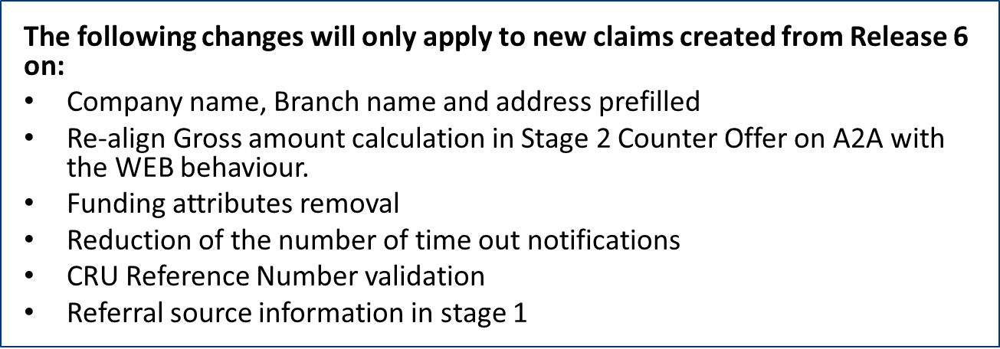 The following changes will only apply to new claims created from Release 6
on:
• Company name, Branch name and address prefilled
• Re-align Gross amount calculation in Stage 2 Counter Offer on A2A with
the WEB behaviour.
• Funding attributes removal
• Reduction of the number of time out notifications
• CRU Reference Number validation
• Referral source information in stage 1